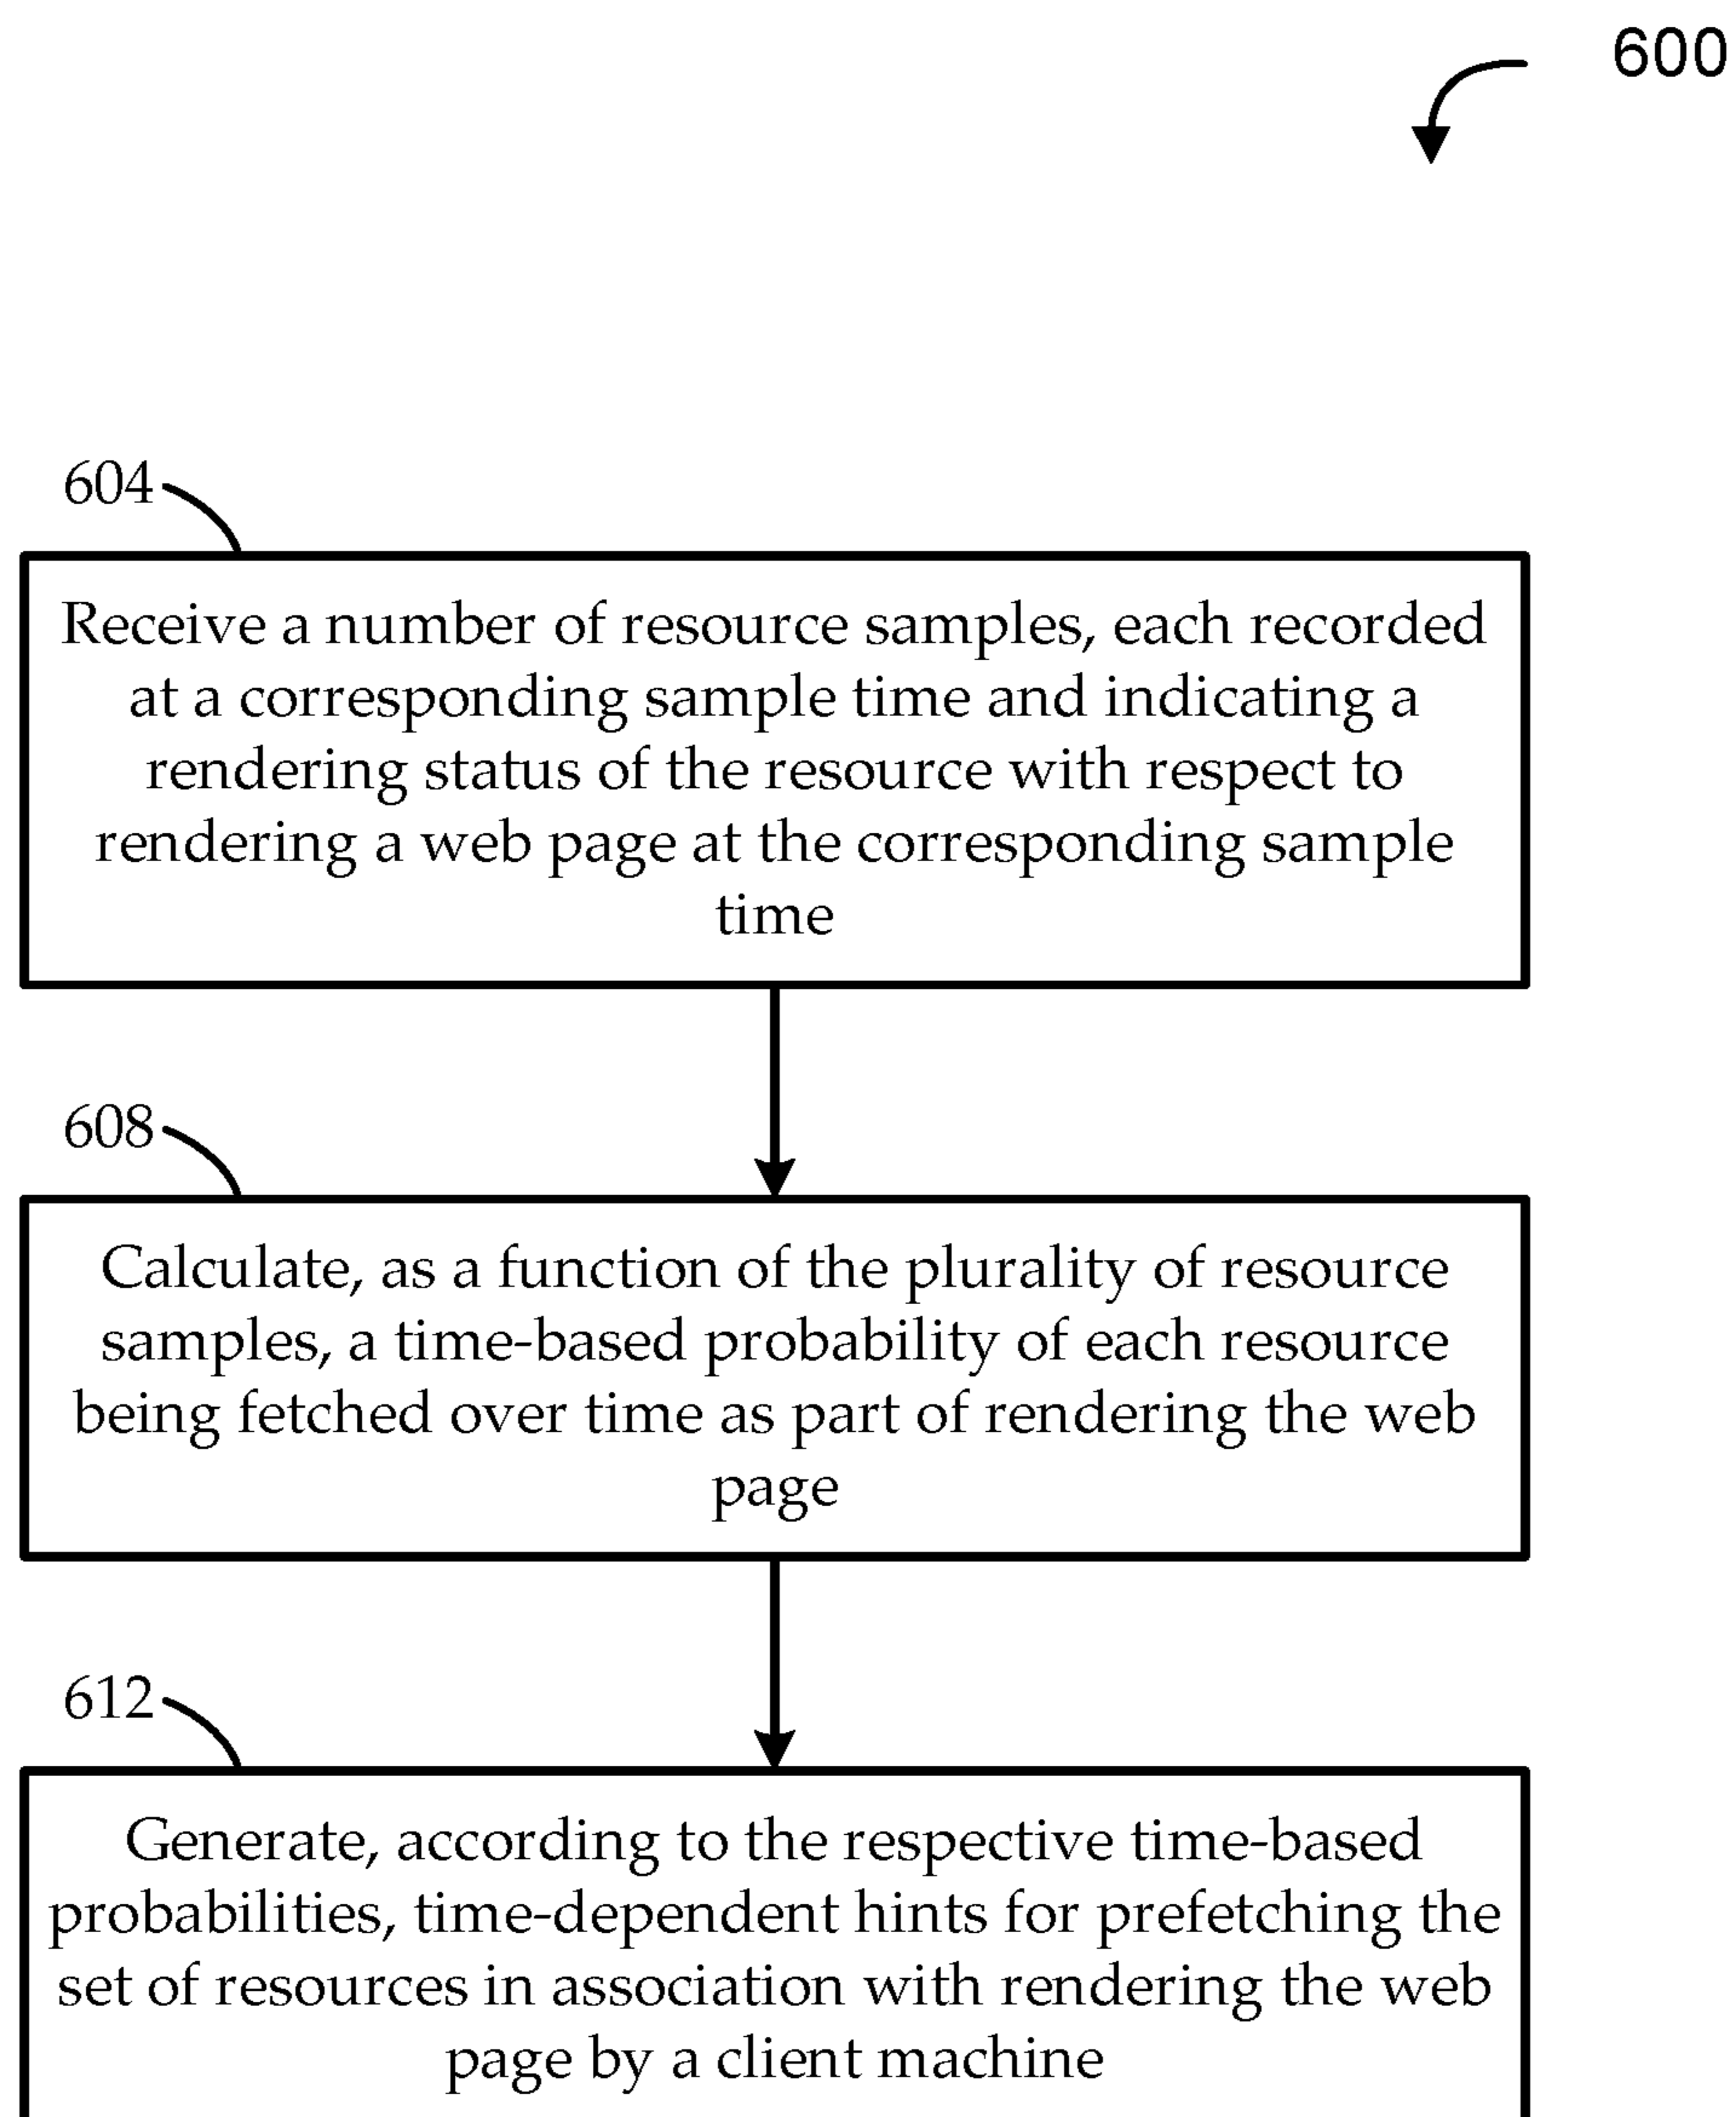 600
604
Receive a number of resource samples, each recorded
at a corresponding sample time and indicating a
rendering status of the resource with respect to
rendering a web page at the corresponding sample
time
608
Calculate, as a function of the plurality of resource
samples, a time-based probability of each resource
being fetched over time as part of rendering the web
page
612
Generate, according to the respective time-based
probabilities, time-dependent hints for prefetching the
set of resources in association with rendering the web
page by a client machine